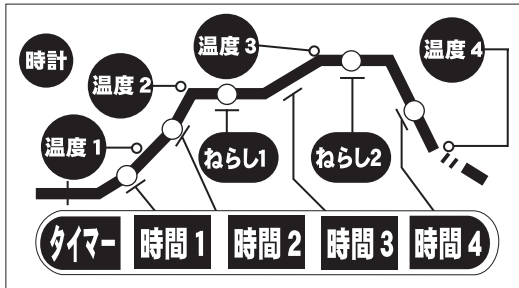 時計
温度1
温度2
温度3
温度4
ねらし1
ねらし2
タイマー
時間1
時間2
時間3
時間4